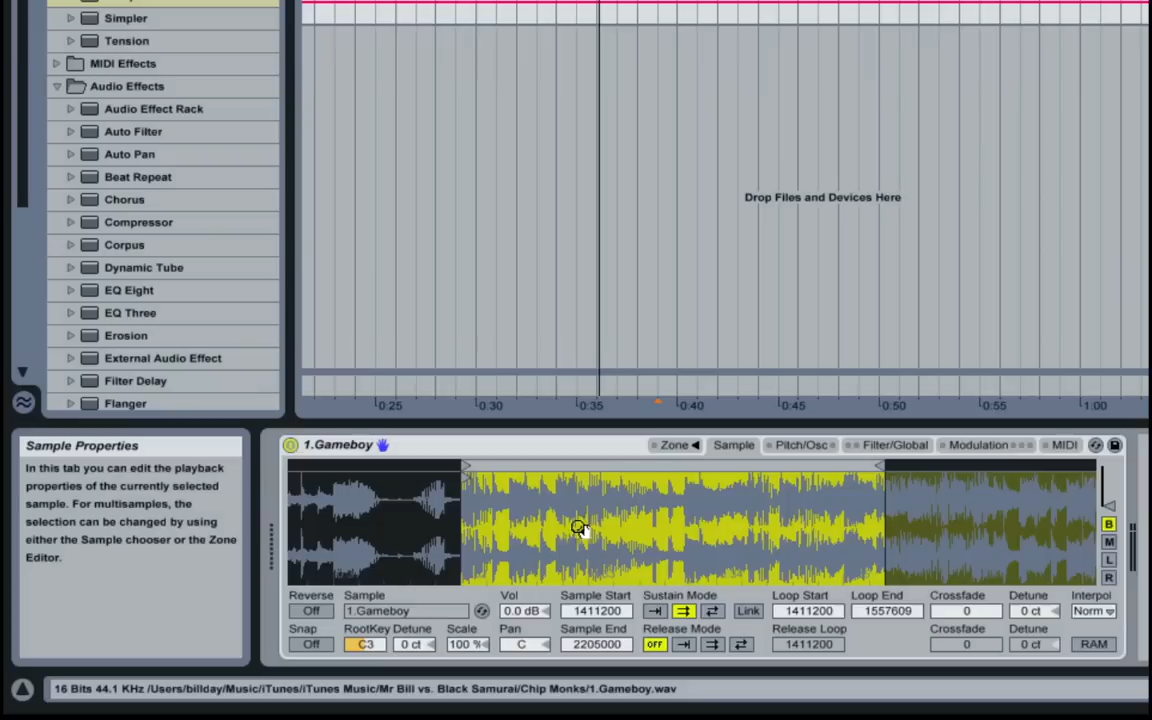 Simpler
Tension
MIDI Effects
Audio Effects
Audio Effect Rack
Auto Filter
Auto Pan
Beat Repeat
Chorus
Compressor
Corpus
Dynamic Tube
EQ Eight
EQ Three
Erosion
External Audio Effect
Filter Delay
Flanger
Drop Files and Devices Here
0:25 0:30 0:35 0:40 0:45 0:50 0:55 1:00
Sample Properties
In this tab you can edit the playback
properties of the currently selected
sample. For multisamples, the
selection can be changed by using
either the Sample chooser or the Zone
Editor.
1.Gameboy Zone Sample Pitch/Osc Filter/Global Modulation MIDI
B
M
L
R
Reverse Sample Vol Sample Start Sustain Mode Loop Start Loop End Crossfade Detune Interpol
Off 1.Gameboy 0.0 dB 1411200 Link 1411200 1557609 0 0 ct Norm
Snap RootKey Detune Scale Pan Sample End Release Mode Release Loop Crossfade Detune
Off C3 0 ct 100 % C 2205000 OFF 1411200 0 0 ct RAM
16 Bits 44.1 KHz /Users/billday/Music/iTunes/iTunes Music/Mr Bill vs. Black Samurai/Chip Monks/1.Gameboy.wav